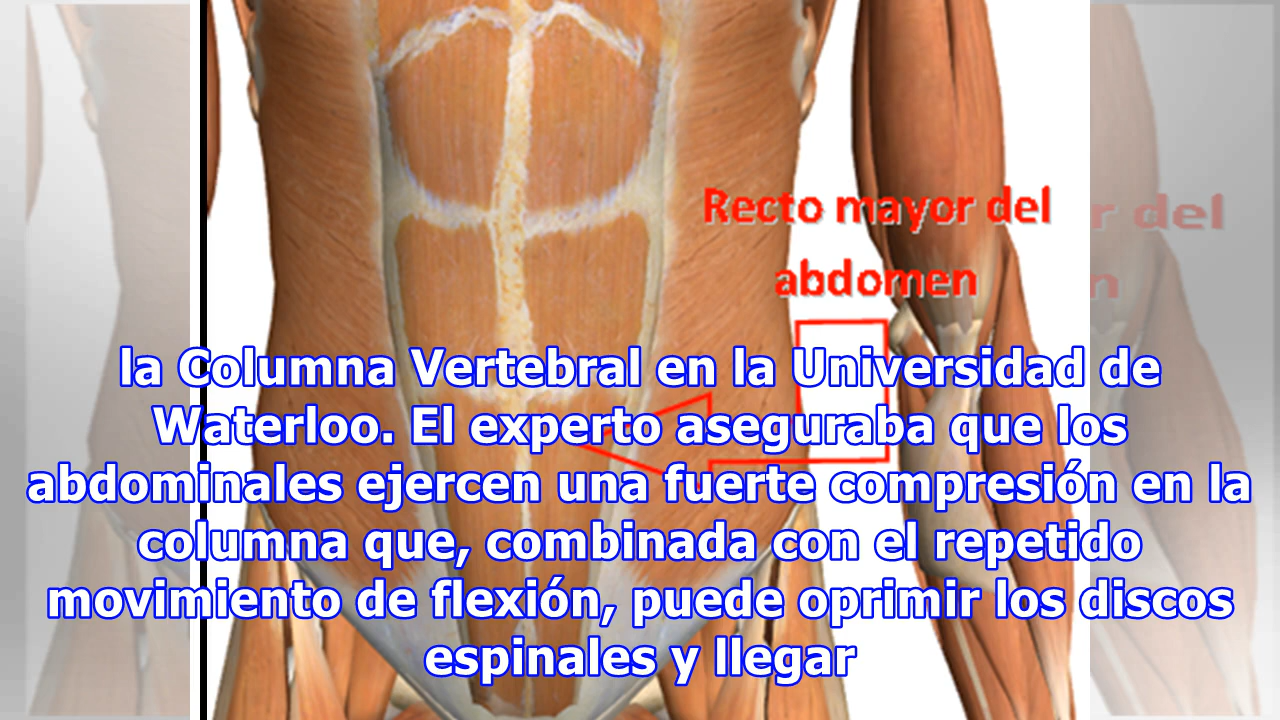 Recto mayor del
abdomen
r del
n
la Columna Vertebral en la Universidad de
Waterloo. El experto aseguraba que los
abdominales ejercen una fuerte compresión en la
columna que, combinada con el repetido
movimiento de flexión, puede oprimir los discos
espinales y llegar